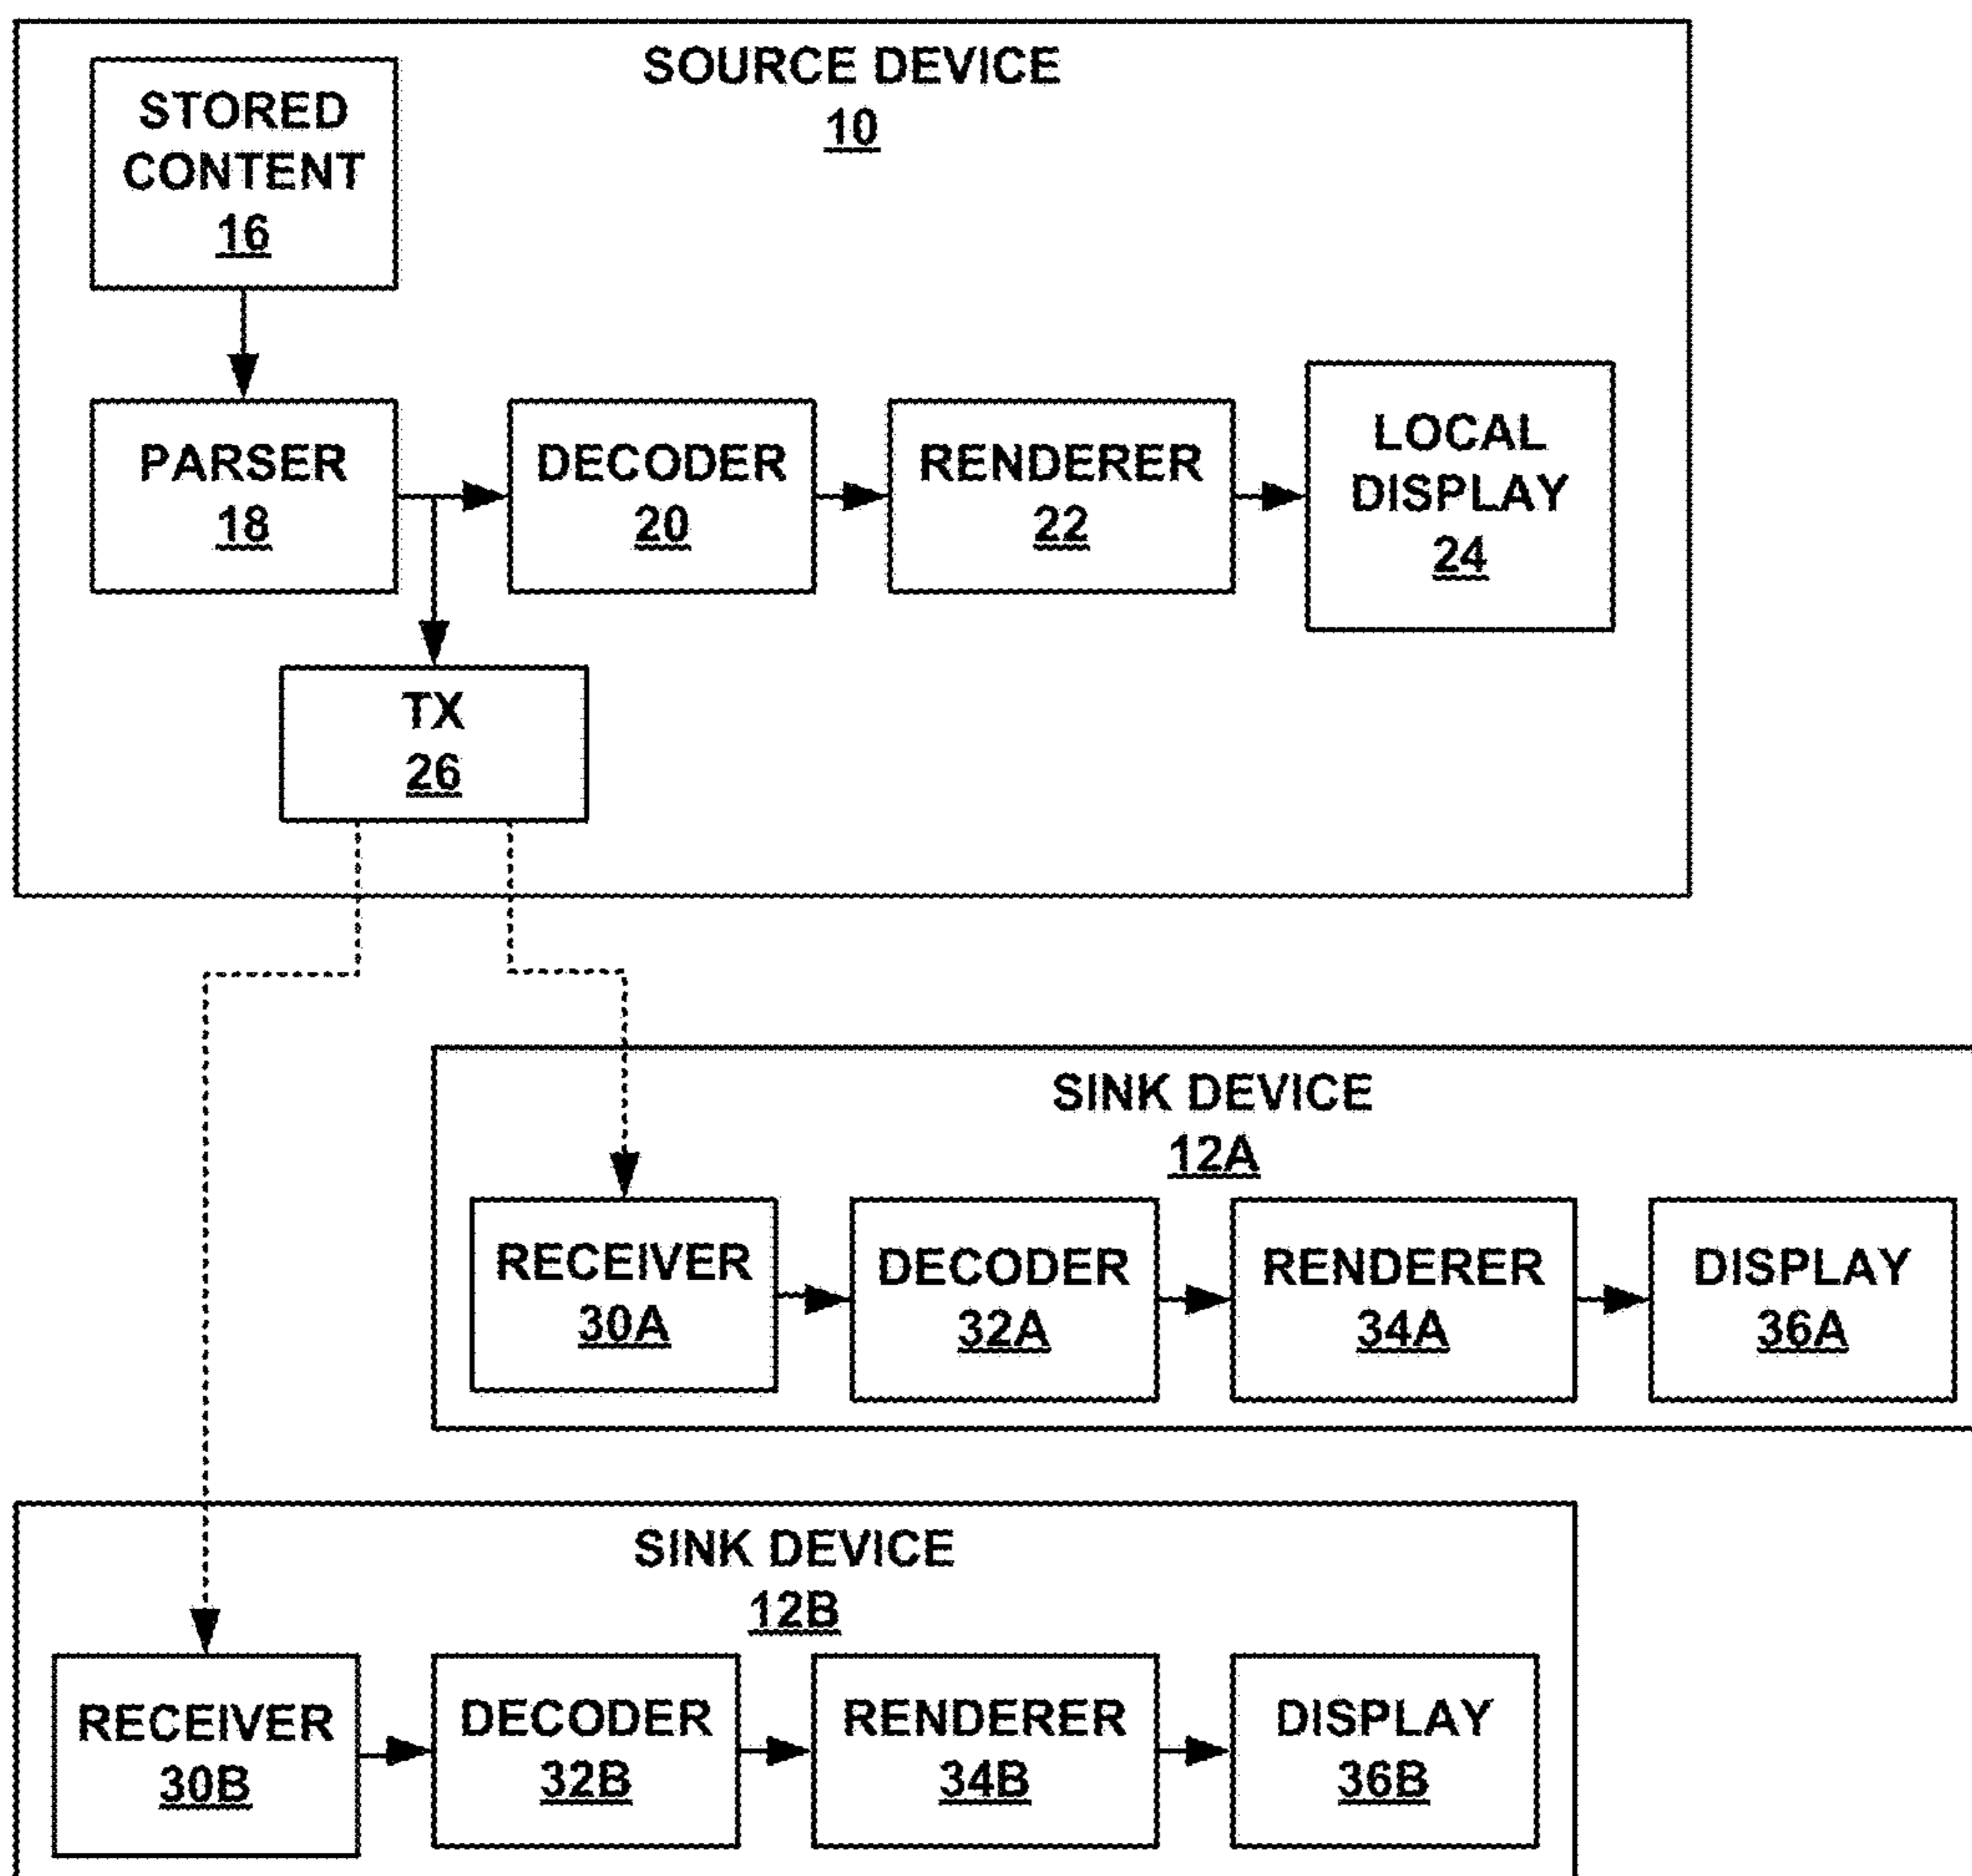 SOURCE DEVICE
10
STORED
CONTENT
16
PARSER
18
DECODER
20
RENDERER
22
LOCAL
DISPLAY
24
TX
26
SINK DEVICE
12A
RECEIVER
30A
DECODER
32A
RENDERER
34A
DISPLAY
36A
SINK DEVICE
12B
RECEIVER
30B
DECODER
32B
RENDERER
34B
DISPLAY
36B